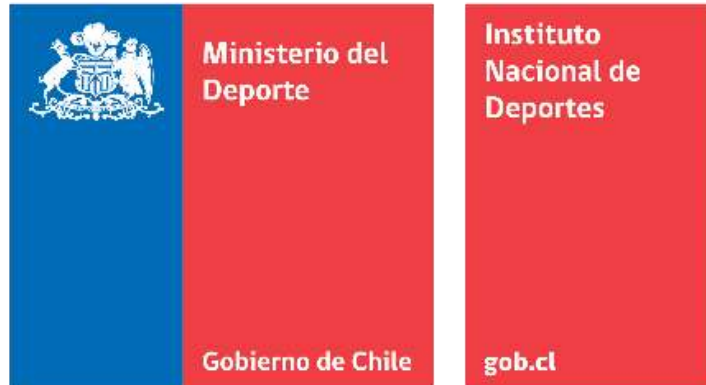 Ministerio del
Deporte
Gobierno de Chile
Instituto
Nacional de
Deportes
gob.cl